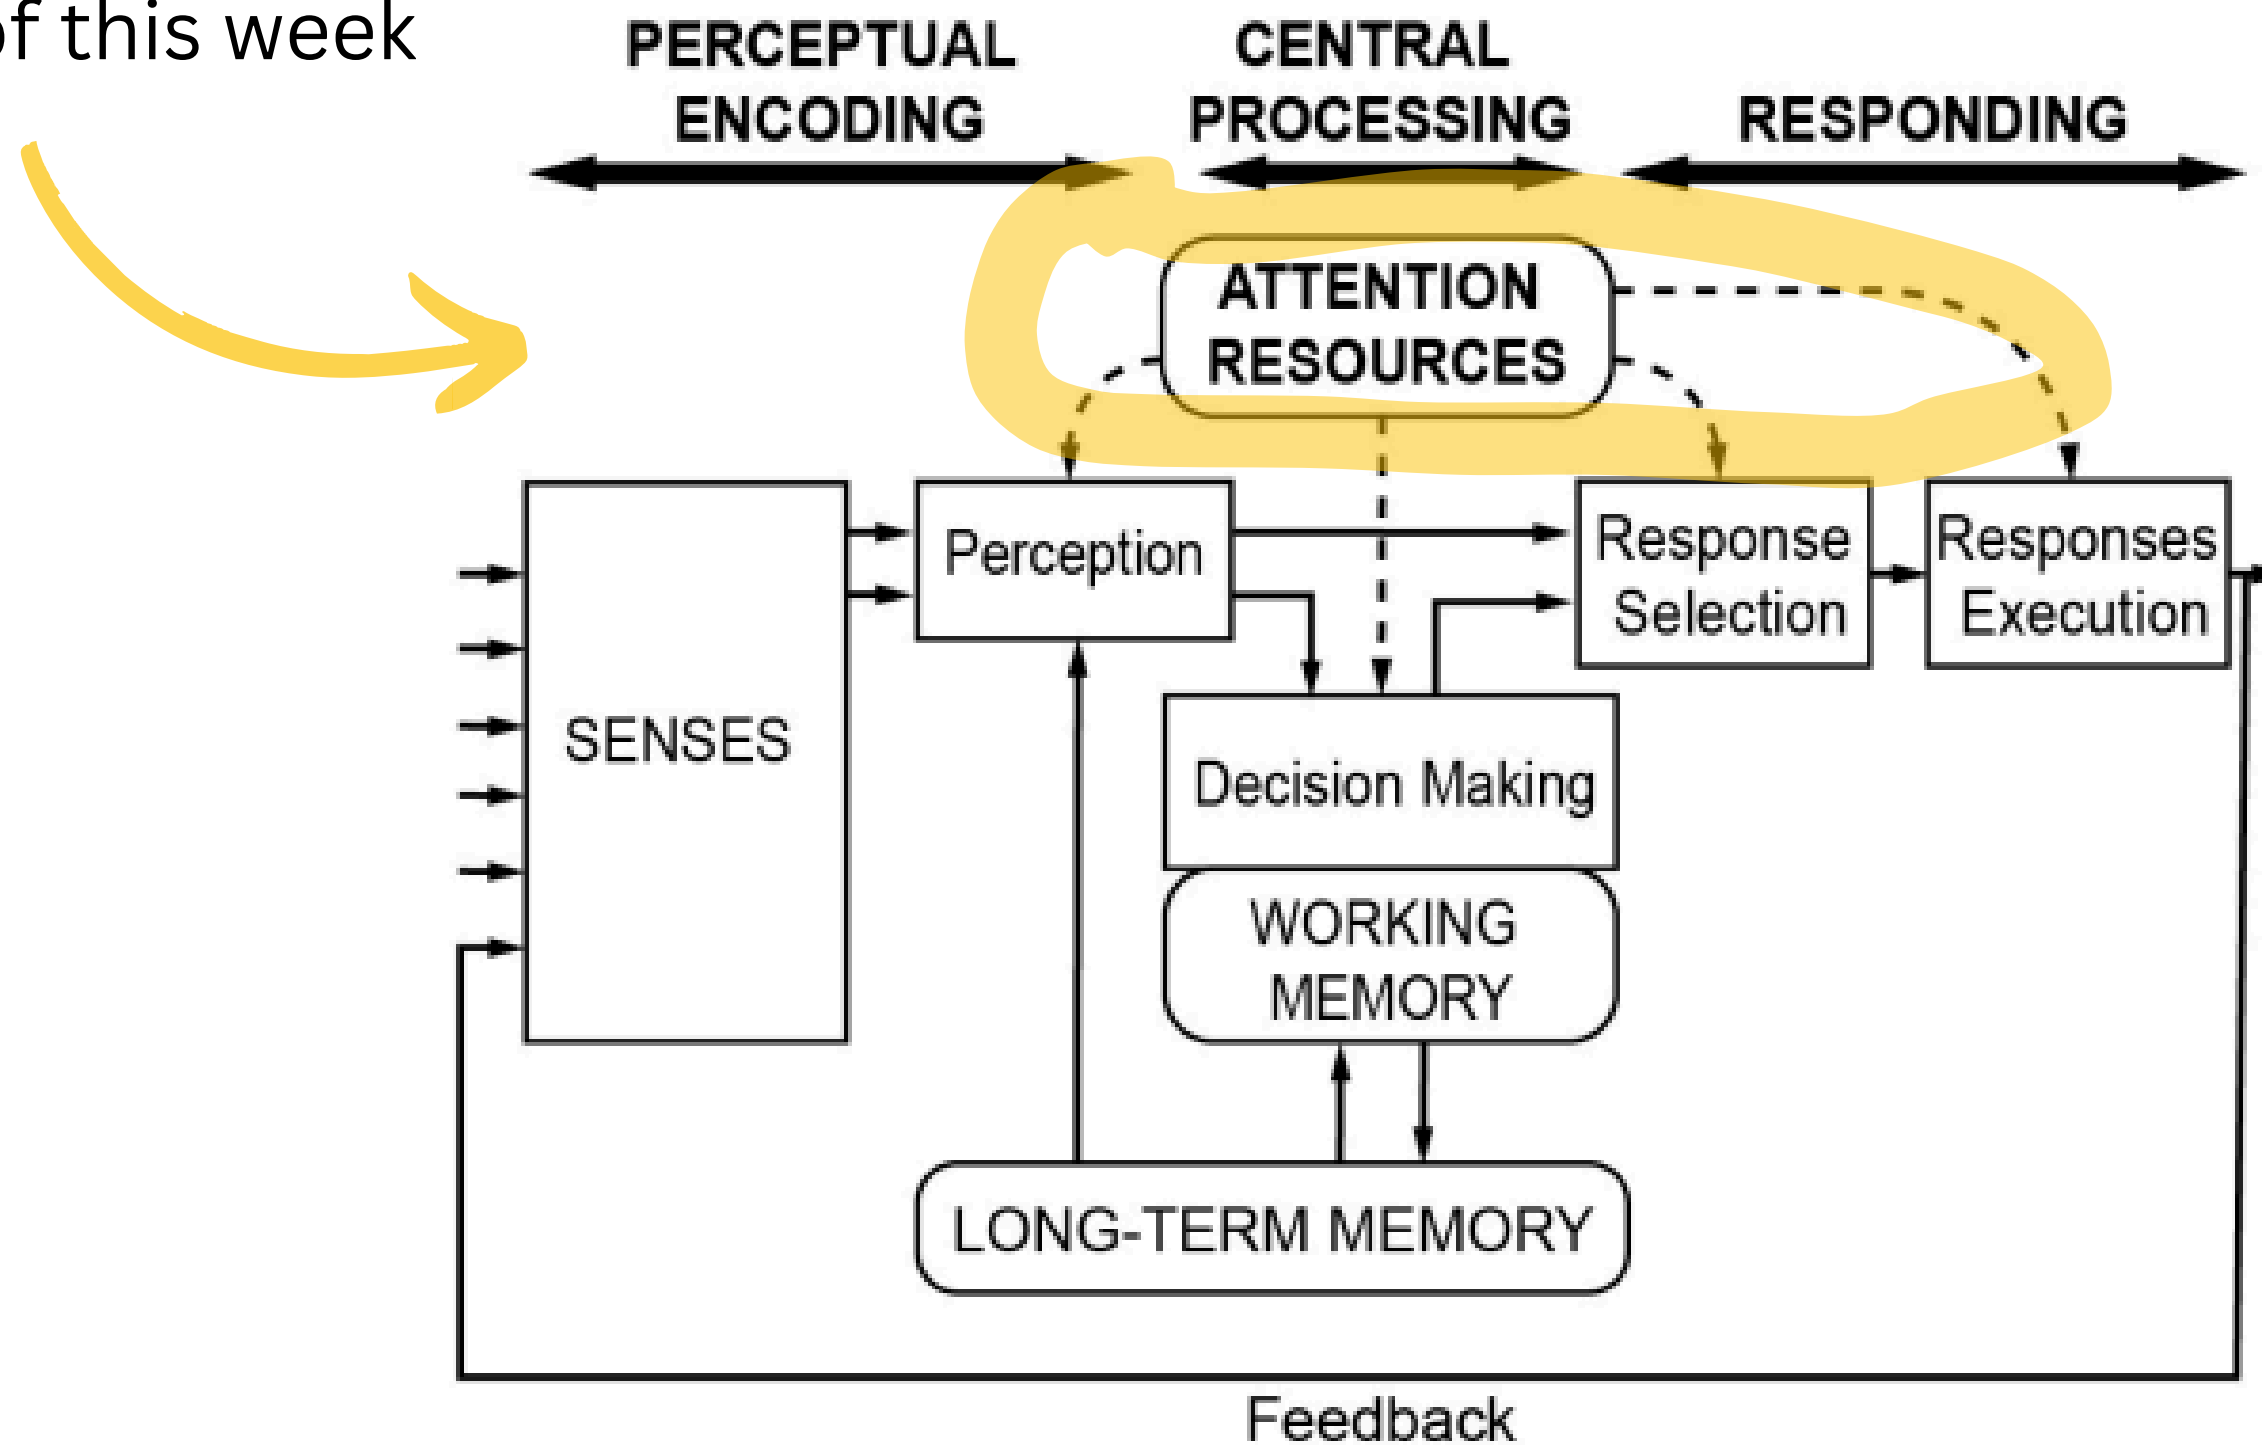 of this week
PERCEPTUAL
ENCODING
CENTRAL
PROCESSING
RESPONDING
ATTENTION
RESOURCES
SENSES
Perception
Response
Selection
Responses
Execution
Decision Making
WORKING
MEMORY
LONG-TERM MEMORY
Feedback